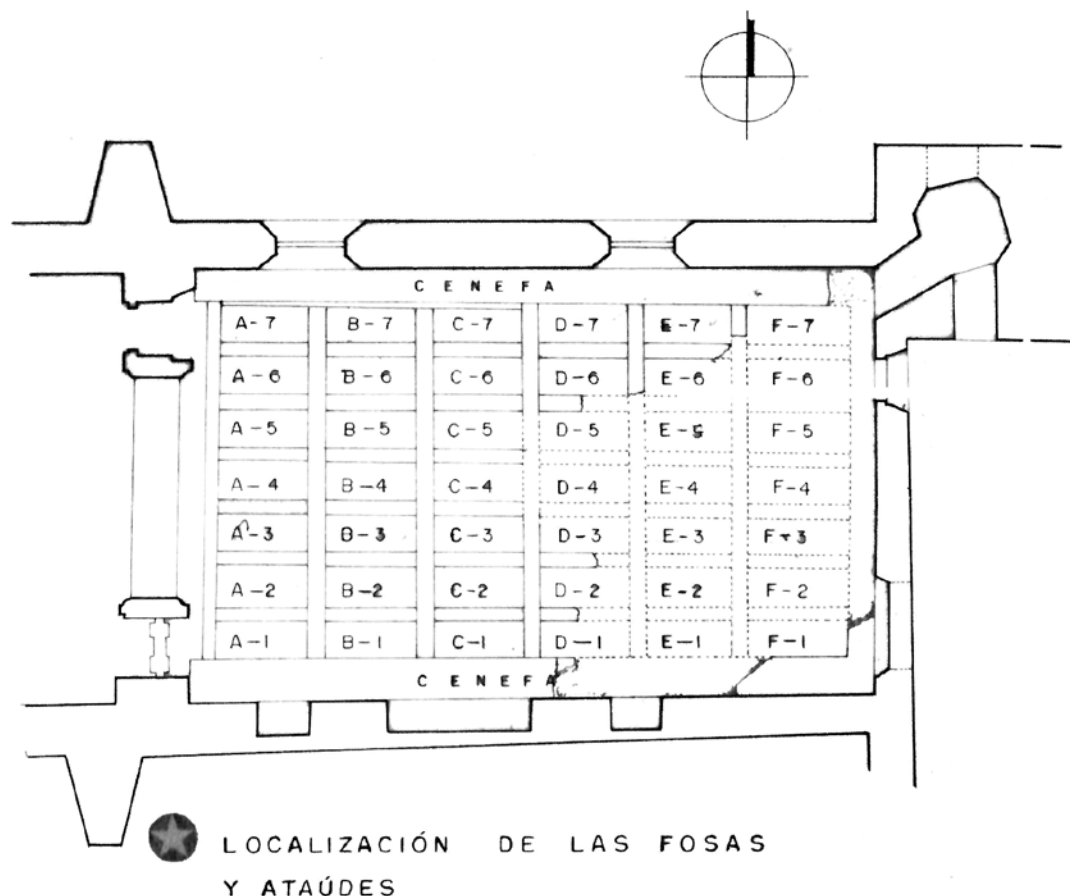 CENEFA
A-7 B-7 C-7 D-7 E-7 F-7
A-6 B-6 C-6 D-6 E-6 F-6
A-5 B-5 C-5 D-5 E-5 F-5
A-4 B-4 C-4 D-4 E-4 F-4
A-3 B-3 C-3 D-3 E-3 F-3
A-2 B-2 C-2 D-2 E-2 F-2
A-1 B-1 C-1 D-1 E-1 F-1
CENEFA
LOCALIZACIÓN DE LAS FOSAS
Y ATAÚDES